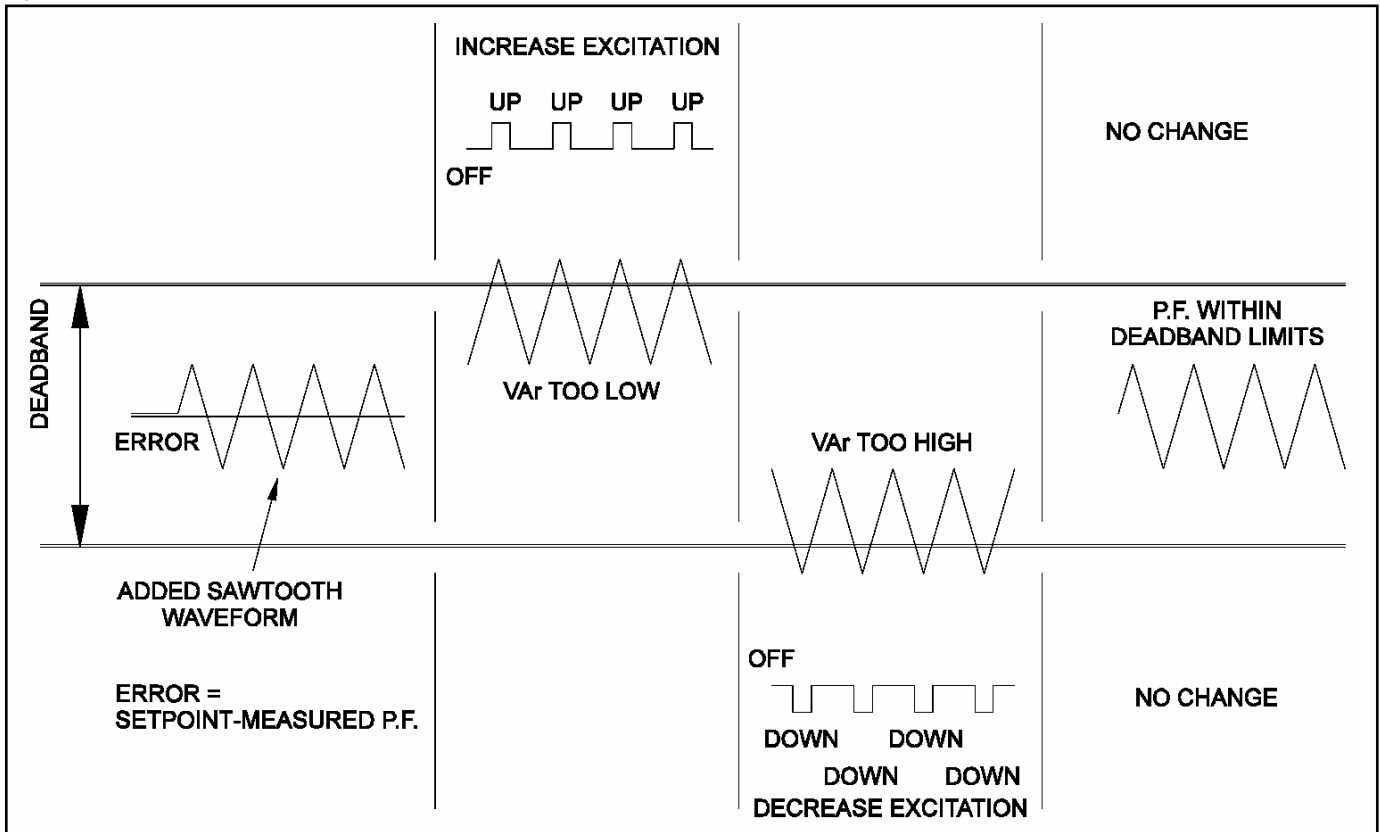 INCREASE EXCITATION
UP UP UP UP
OFF
NO CHANGE
DEADBAND
ERROR
VAr TOO LOW
P.F. WITHIN
DEADBAND LIMITS
VAr TOO HIGH
ADDED SAWTOOTH
WAVEFORM
ERROR =
SETPOINT-MEASURED P.F.
OFF
DOWN DOWN
DOWN DOWN
DECREASE EXCITATION
NO CHANGE